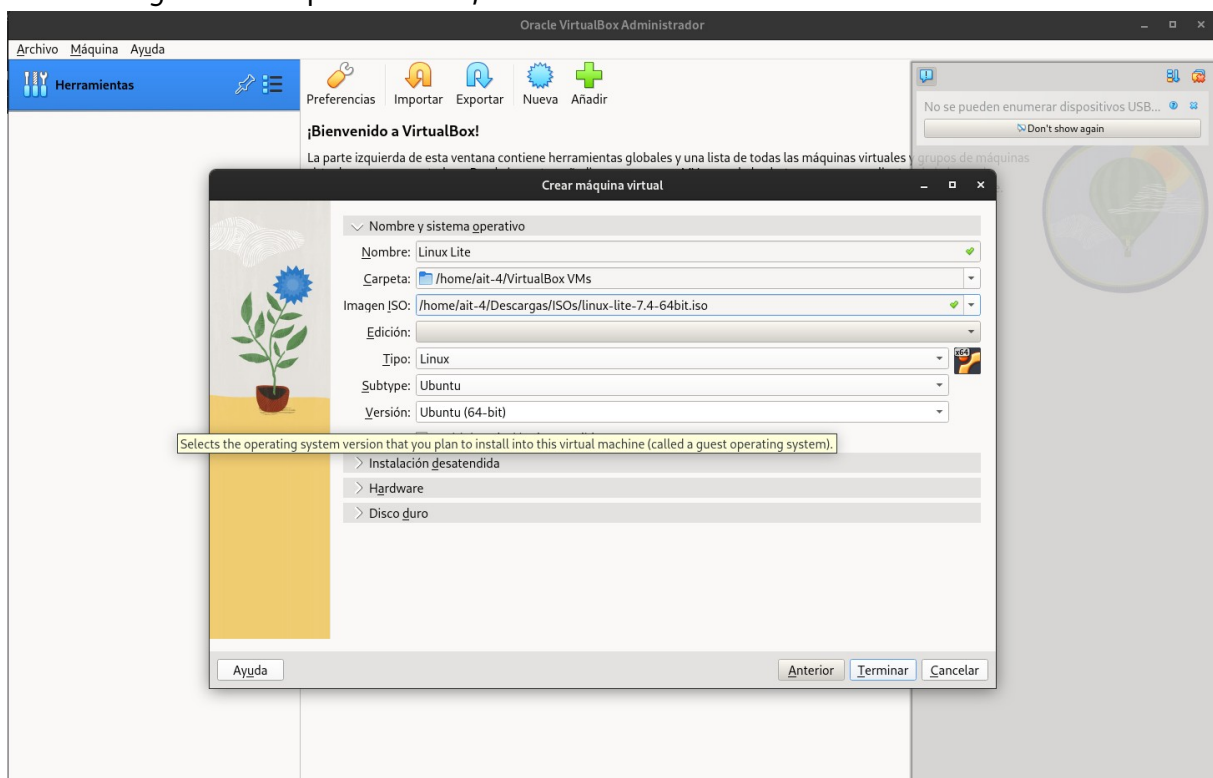 Oracle VirtualBox Administrador
Archivo Máquina Ayuda
Herramientas
Preferencias Importar Exportar Nueva Añadir
No se pueden enumerar dispositivos USB...
Don't show again
¡Bienvenido a VirtualBox!
La parte izquierda de esta ventana contiene herramientas globales y una lista de todas las máquinas virtuales y grupos de máquinas
Crear máquina virtual
Nombre y sistema operativo
Nombre: Linux Lite
Carpeta: /home/ait-4/VirtualBox VMs
Imagen ISO: /home/ait-4/Descargas/ISOs/linux-lite-7.4-64bit.iso
Edición:
Tipo: Linux
x64
Subtype: Ubuntu
Versión: Ubuntu (64-bit)
Selects the operating system version that you plan to install into this virtual machine (called a guest operating system).
Instalación desatendida
Hardware
Disco duro
Ayuda Anterior Terminar Cancelar